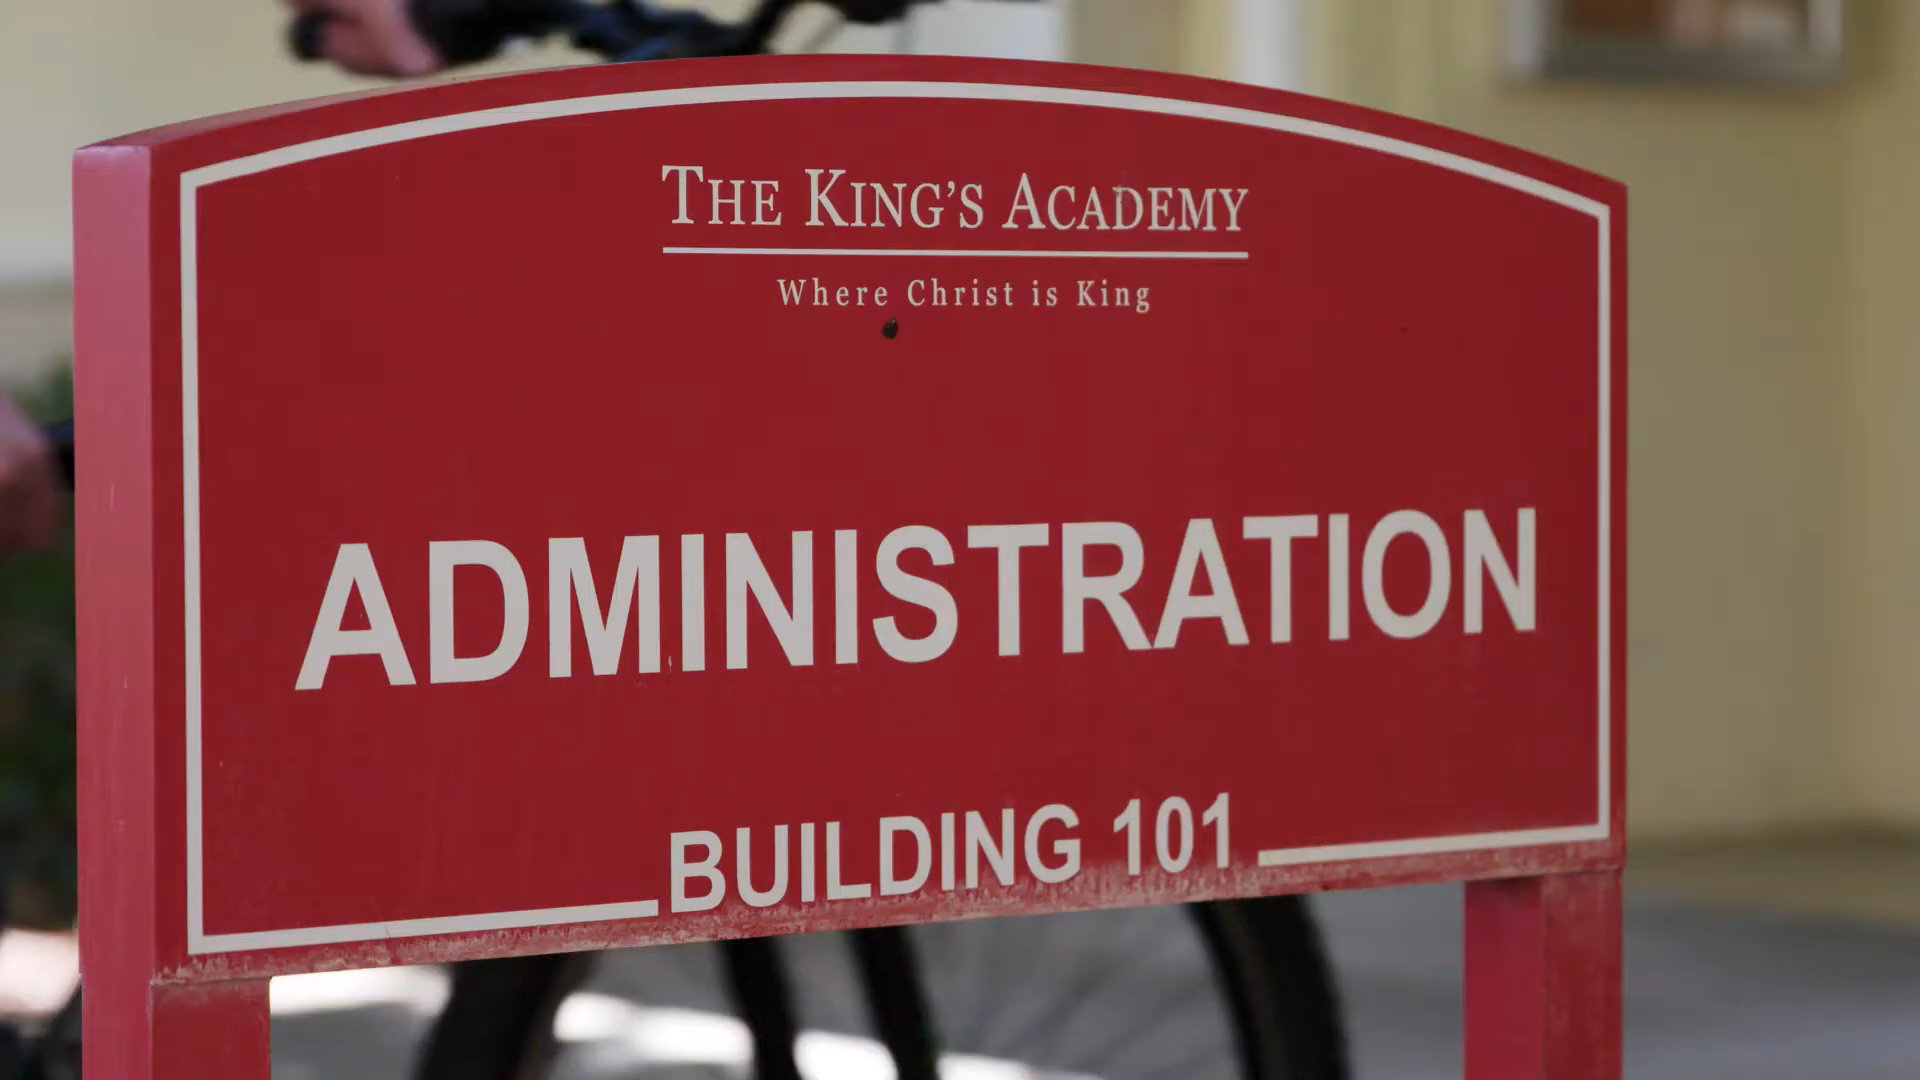 THE KING'S ACADEMY
Where Christ is King
ADMINISTRATION
BUILDING 101